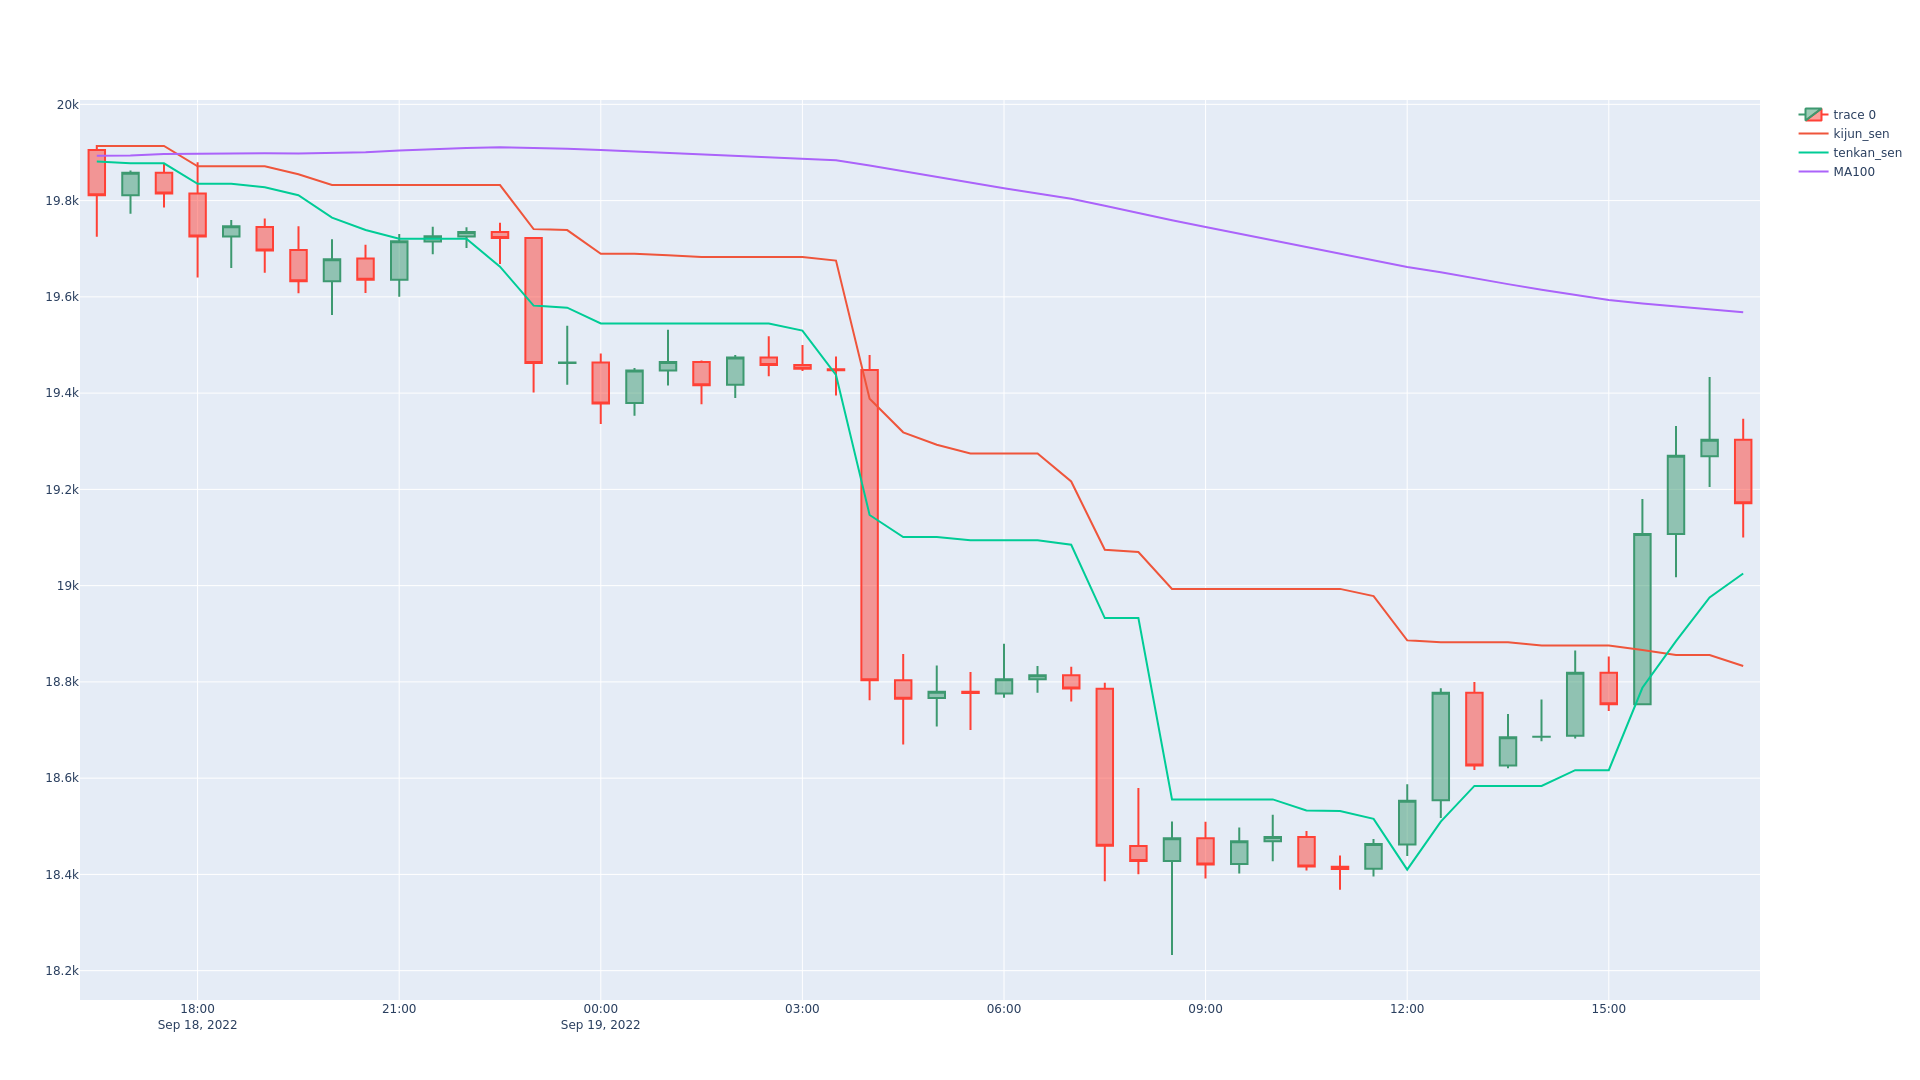 20k
19.8k
19.6k
19.4k
19.2k
19k
18.8k
18.6k
18.4k
18.2k
18:00 21:00 00:00 03:00 06:00 09:00 12:00 15:00
Sep 18, 2022 Sep 19, 2022
trace 0
kijun_sen
tenkan_sen
MA100